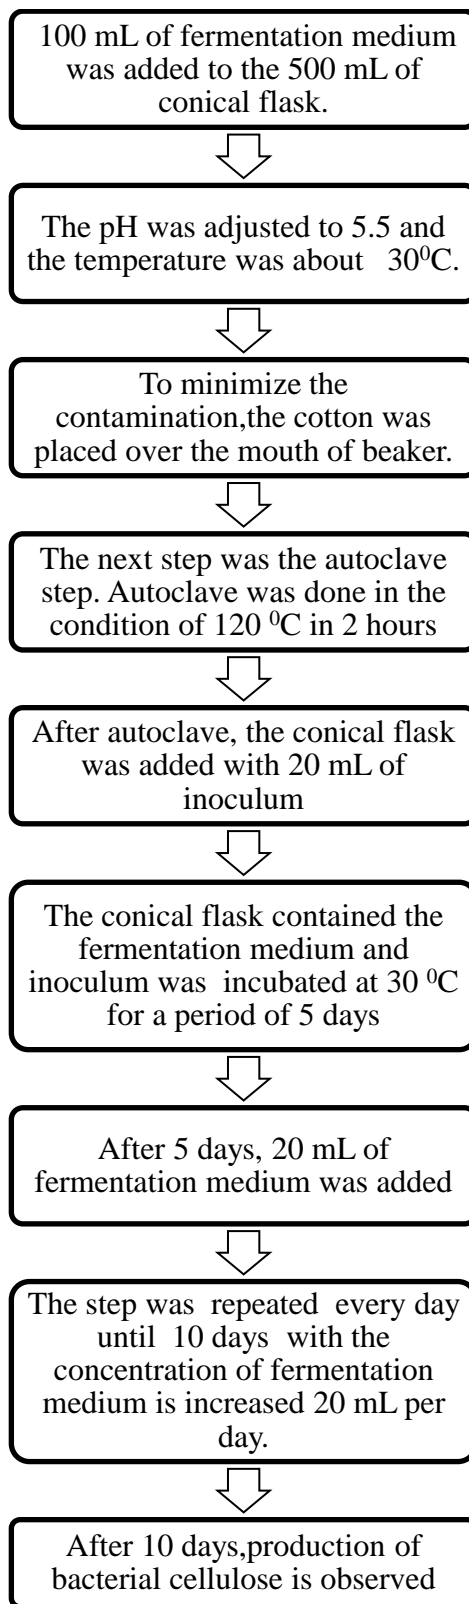 100 mL of fermentation medium
was added to the 500 mL of
conical flask.
The pH was adjusted to 5.5 and
the temperature was about 30⁰C.
To minimize the
contamination,the cotton was
placed over the mouth of beaker.
The next step was the autoclave
step. Autoclave was done in the
condition of 120 ⁰C in 2 hours
After autoclave, the conical flask
was added with 20 mL of
inoculum
The conical flask contained the
fermentation medium and
inoculum was incubated at 30 ⁰C
for a period of 5 days
After 5 days, 20 mL of
fermentation medium was added
The step was repeated every day
until 10 days with the
concentration of fermentation
medium is increased 20 mL per
day.
After 10 days,production of
bacterial cellulose is observed